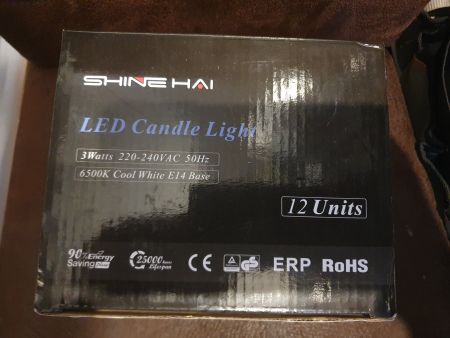 SHINE HAI
LED Candle Light
3Watts 220-240VAC 50Hz
6500K Cool White E14 Base
12 Units
90% Energy
Saving
25000
Lifespan
CE
ERP RoHS